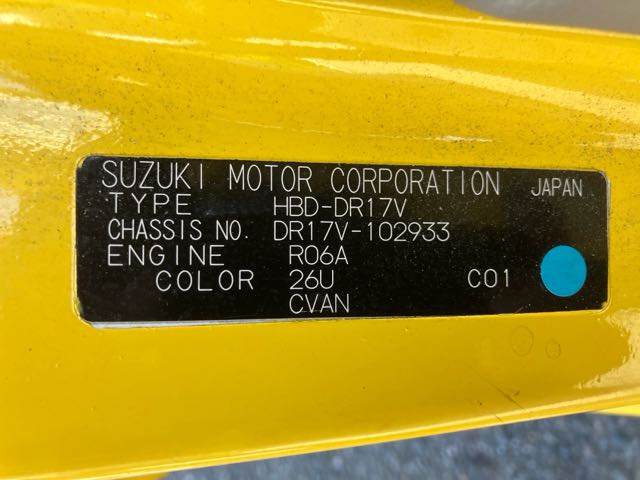 SUZUKI MOTOR CORPORATION JAPAN
TYPE HBD-DR17V
CHASSIS NO. DR17V-102933
ENGINE R06A
COLOR 26U C01
CVAN